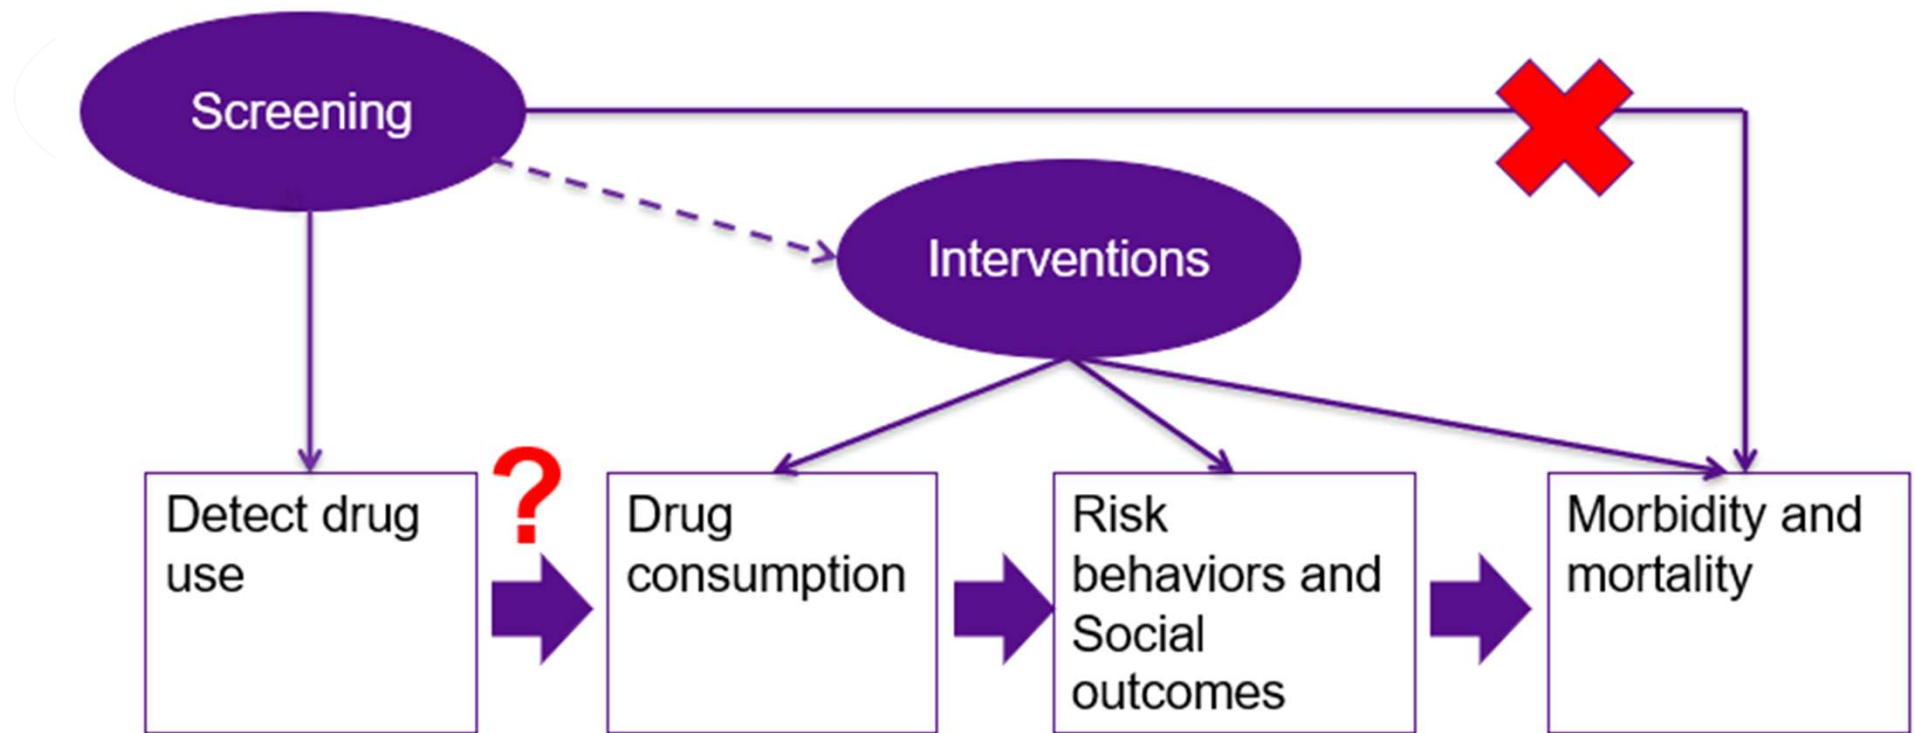 Screening
Interventions
?
Detect drug
use
Drug
consumption
Risk
behaviors and
Social
outcomes
Morbidity and
mortality